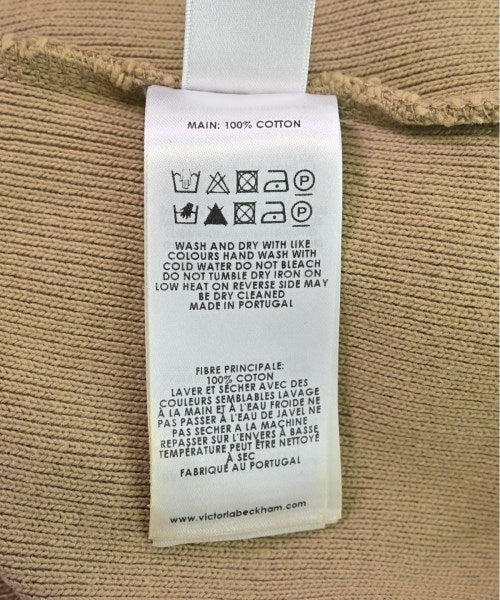 MAIN: 100% COTTON
P
P
WASH AND DRY WITH LIKE
COLOURS HAND WASH WITH
COLD WATER DO NOT BLEACH
DO NOT TUMBLE DRY IRON ON
LOW HEAT ON REVERSE SIDE MAY
BE DRY CLEANED
MADE IN PORTUGAL
FIBRE PRINCIPALE:
100% COTON
LAVER ET SÉCHER AVEC DES
COULEURS SEMBLABLES LAVAGE
À LA MAIN ET À L'EAU FROIDE NE
PAS PASSER À L'EAU DE JAVEL NE
PAS SECHER A LA MACHINE
REPASSER SUR L'ENVERS À BASSE
TEMPÉRATURE PEUT ÊTRE NETTOYÉ
À SEC
FABRIQUÉ AU PORTUGAL
www.victoriabeckham.com